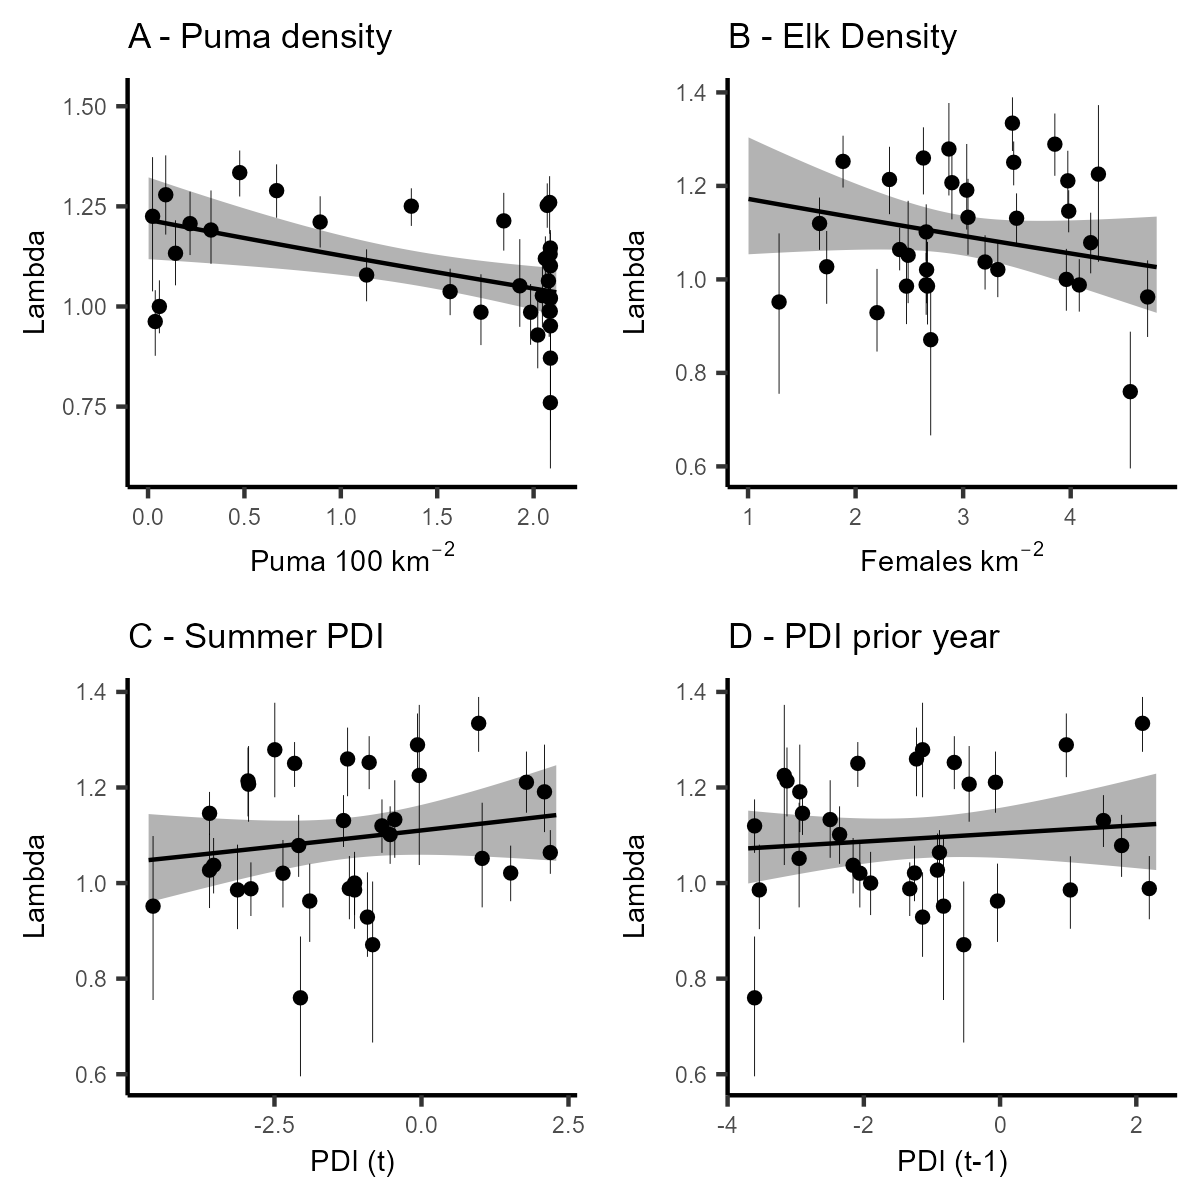 A - Puma density
1.50
1.25
1.00
0.75
Lambda
0.0 0.5 1.0 1.5 2.0
Puma 100 km⁻²
B - Elk Density
1.4
1.2
1.0
0.8
0.6
Lambda
1 2 3 4
Females km⁻²
C - Summer PDI
1.4
1.2
1.0
0.8
0.6
Lambda
-2.5 0.0 2.5
PDI (t)
D - PDI prior year
1.4
1.2
1.0
0.8
0.6
Lambda
-4 -2 0 2
PDI (t-1)